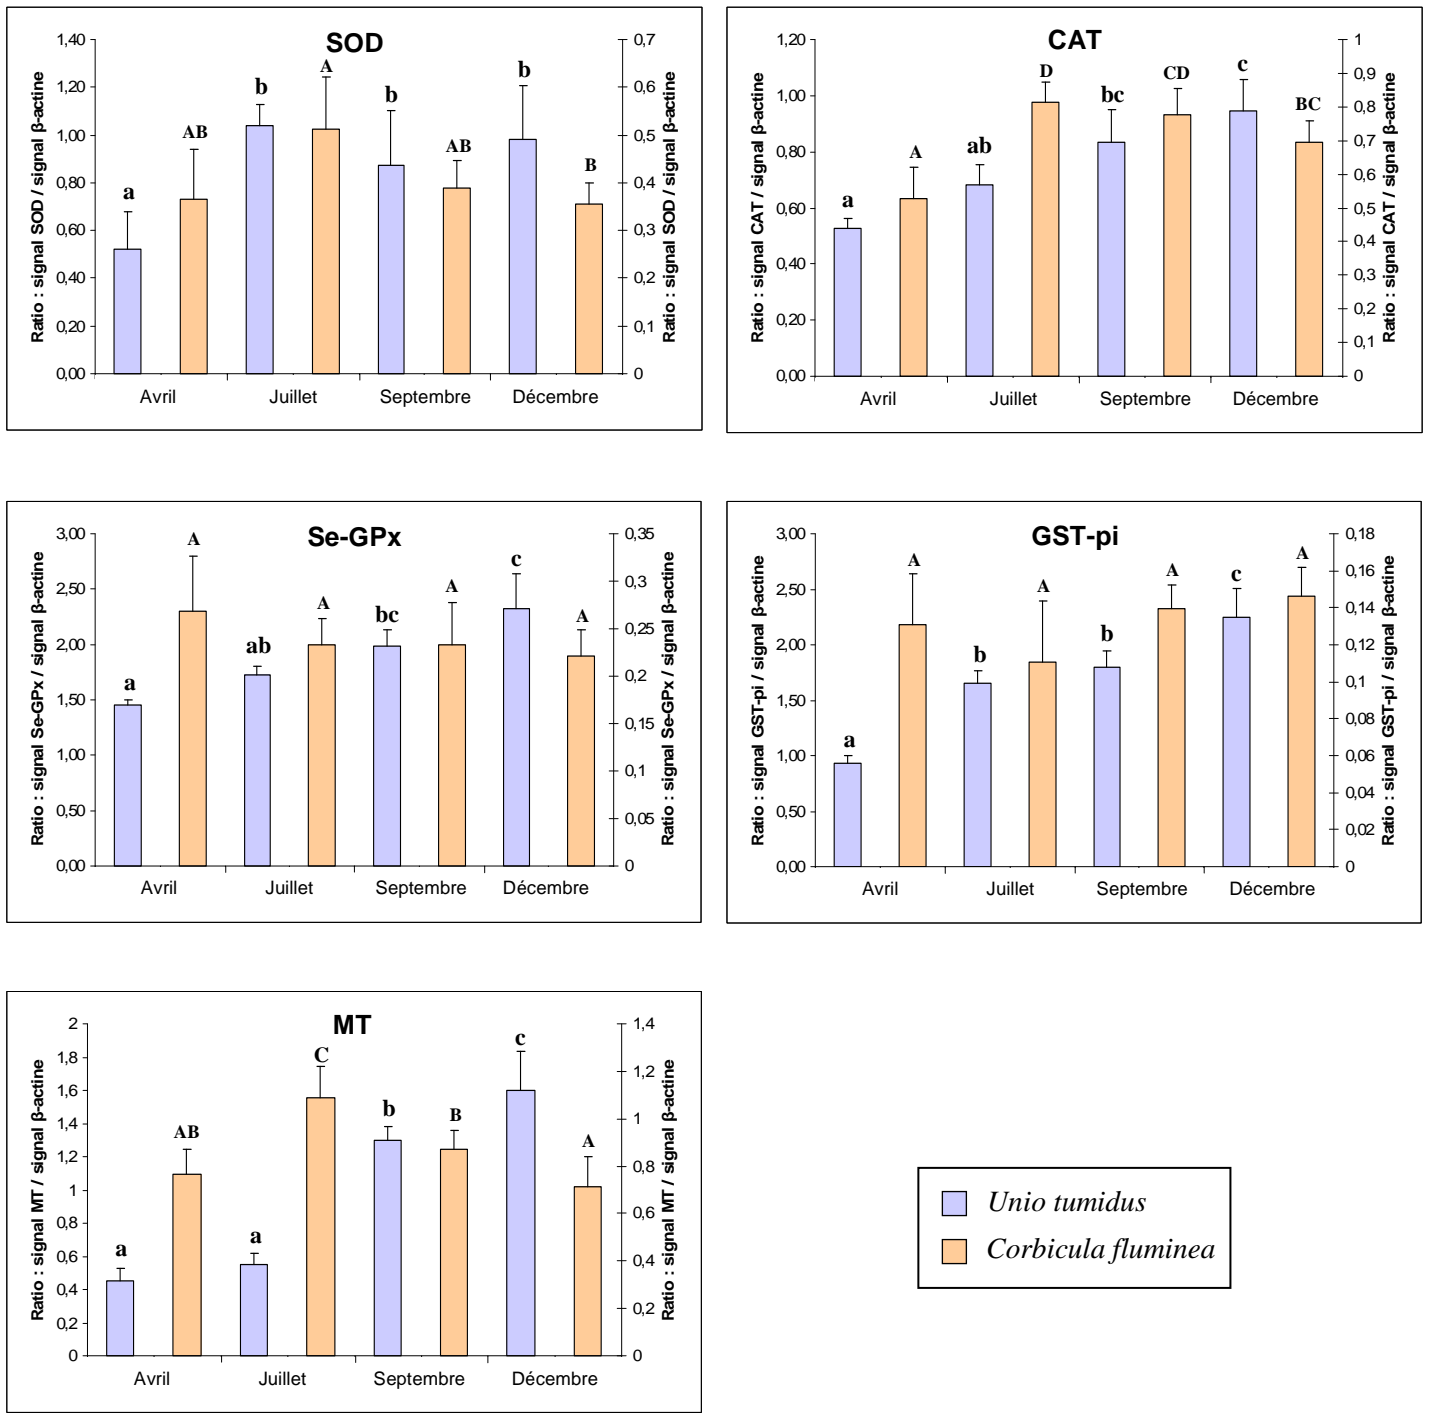 SOD
1,40
1,20
1,00
0,80
0,60
0,40
0,20
0,00
0,7
0,6
0,5
0,4
0,3
0,2
0,1
0
Ratio : signal SOD / signal β-actine
Ratio : signal SOD / signal β-actine
a
AB
b
A
b
AB
b
B
Avril Juillet Septembre Décembre
CAT
1,20
1,00
0,80
0,60
0,40
0,20
0,00
1
0,9
0,8
0,7
0,6
0,5
0,4
0,3
0,2
0,1
0
Ratio : signal CAT / signal β-actine
Ratio : signal CAT / signal β-actine
a
A
ab
D
bc
CD
c
BC
Avril Juillet Septembre Décembre
Se-GPx
3,00
2,50
2,00
1,50
1,00
0,50
0,00
0,35
0,3
0,25
0,2
0,15
0,1
0,05
0
Ratio : signal Se-GPx / signal β-actine
Ratio : signal Se-GPx / signal β-actine
a
A
ab
A
bc
A
c
A
Avril Juillet Septembre Décembre
GST-pi
3,00
2,50
2,00
1,50
1,00
0,50
0,00
0,18
0,16
0,14
0,12
0,1
0,08
0,06
0,04
0,02
0
Ratio : signal GST-pi / signal β-actine
Ratio : signal GST-pi / signal β-actine
a
A
b
A
b
A
c
A
Avril Juillet Septembre Décembre
MT
2
1,8
1,6
1,4
1,2
1
0,8
0,6
0,4
0,2
0
1,4
1,2
1
0,8
0,6
0,4
0,2
0
Ratio : signal MT / signal β-actine
Ratio : signal MT / signal β-actine
a
AB
a
C
b
B
c
A
Avril Juillet Septembre Décembre
Unio tumidus
Corbicula fluminea